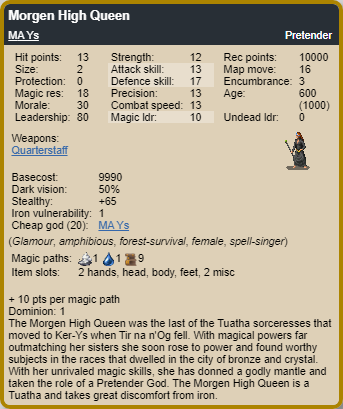 Morgen High Queen
MA Ys Pretender
Hit points: 13 Strength: 12 Rec points: 10000
Size: 2 Attack skill: 13 Map move: 16
Protection: 0 Defence skill: 17 Encumbrance: 3
Magic res: 18 Precision: 13 Age: 600
Morale: 30 Combat speed: 13 (1000)
Leadership: 80 Magic ldr: 10 Undead ldr: 0
Weapons:
Quarterstaff
Basecost: 9990
Dark vision: 50%
Stealthy: +65
Iron vulnerability: 1
Cheap god (20): MA Ys
(Glamour, amphibious, forest-survival, female, spell-singer)
Magic paths: 1 1 9
Item slots: 2 hands, head, body, feet, 2 misc
+ 10 pts per magic path
Dominion: 1
The Morgen High Queen was the last of the Tuatha sorceresses that
moved to Ker-Ys when Tir na n'Og fell. With magical powers far
outmatching her sisters she soon rose to power and found worthy
subjects in the races that dwelled in the city of bronze and crystal.
With her unrivaled magic skills, she has donned a godly mantle and
taken the role of a Pretender God. The Morgen High Queen is a
Tuatha and takes great discomfort from iron.